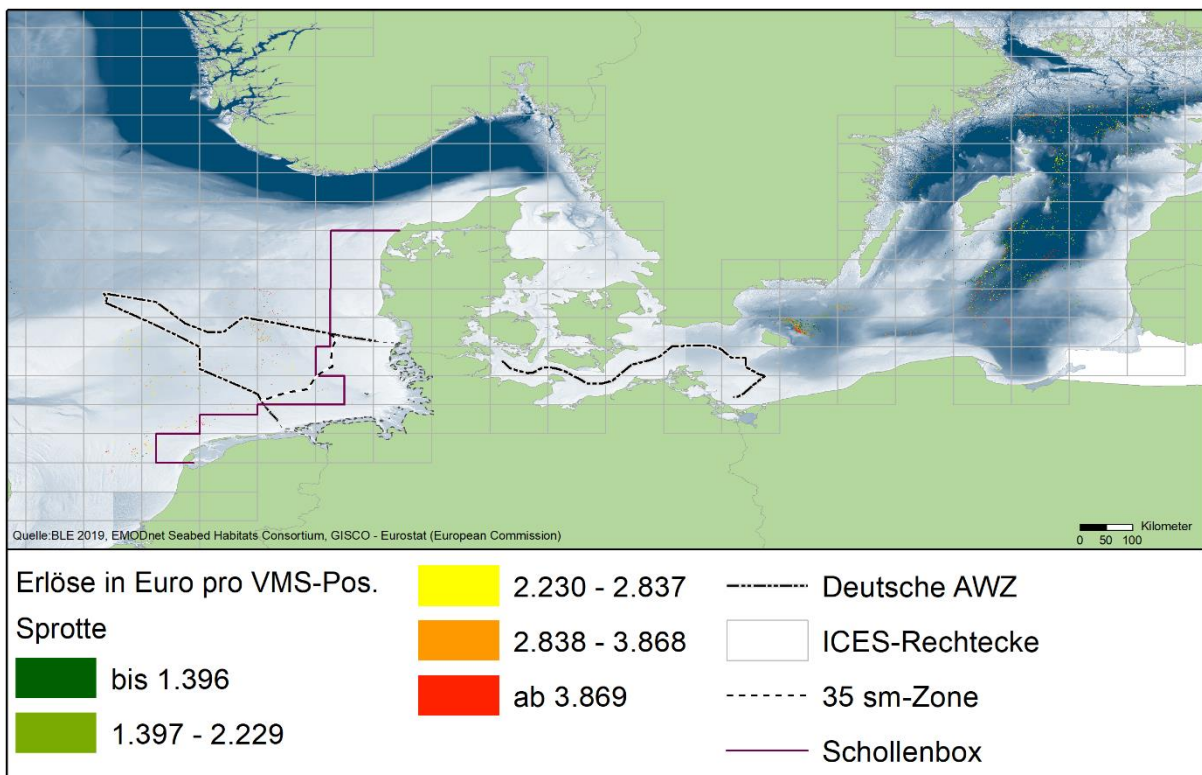 Quelle:BLE 2019, EMODnet Seabed Habitats Consortium, GISCO - Eurostat (European Commission)
Kilometer
0 50 100
Erlöse in Euro pro VMS-Pos.
Sprotte
bis 1.396
1.397 - 2.229
2.230 - 2.837
2.838 - 3.868
ab 3.869
Deutsche AWZ
ICES-Rechtecke
35 sm-Zone
Schollenbox